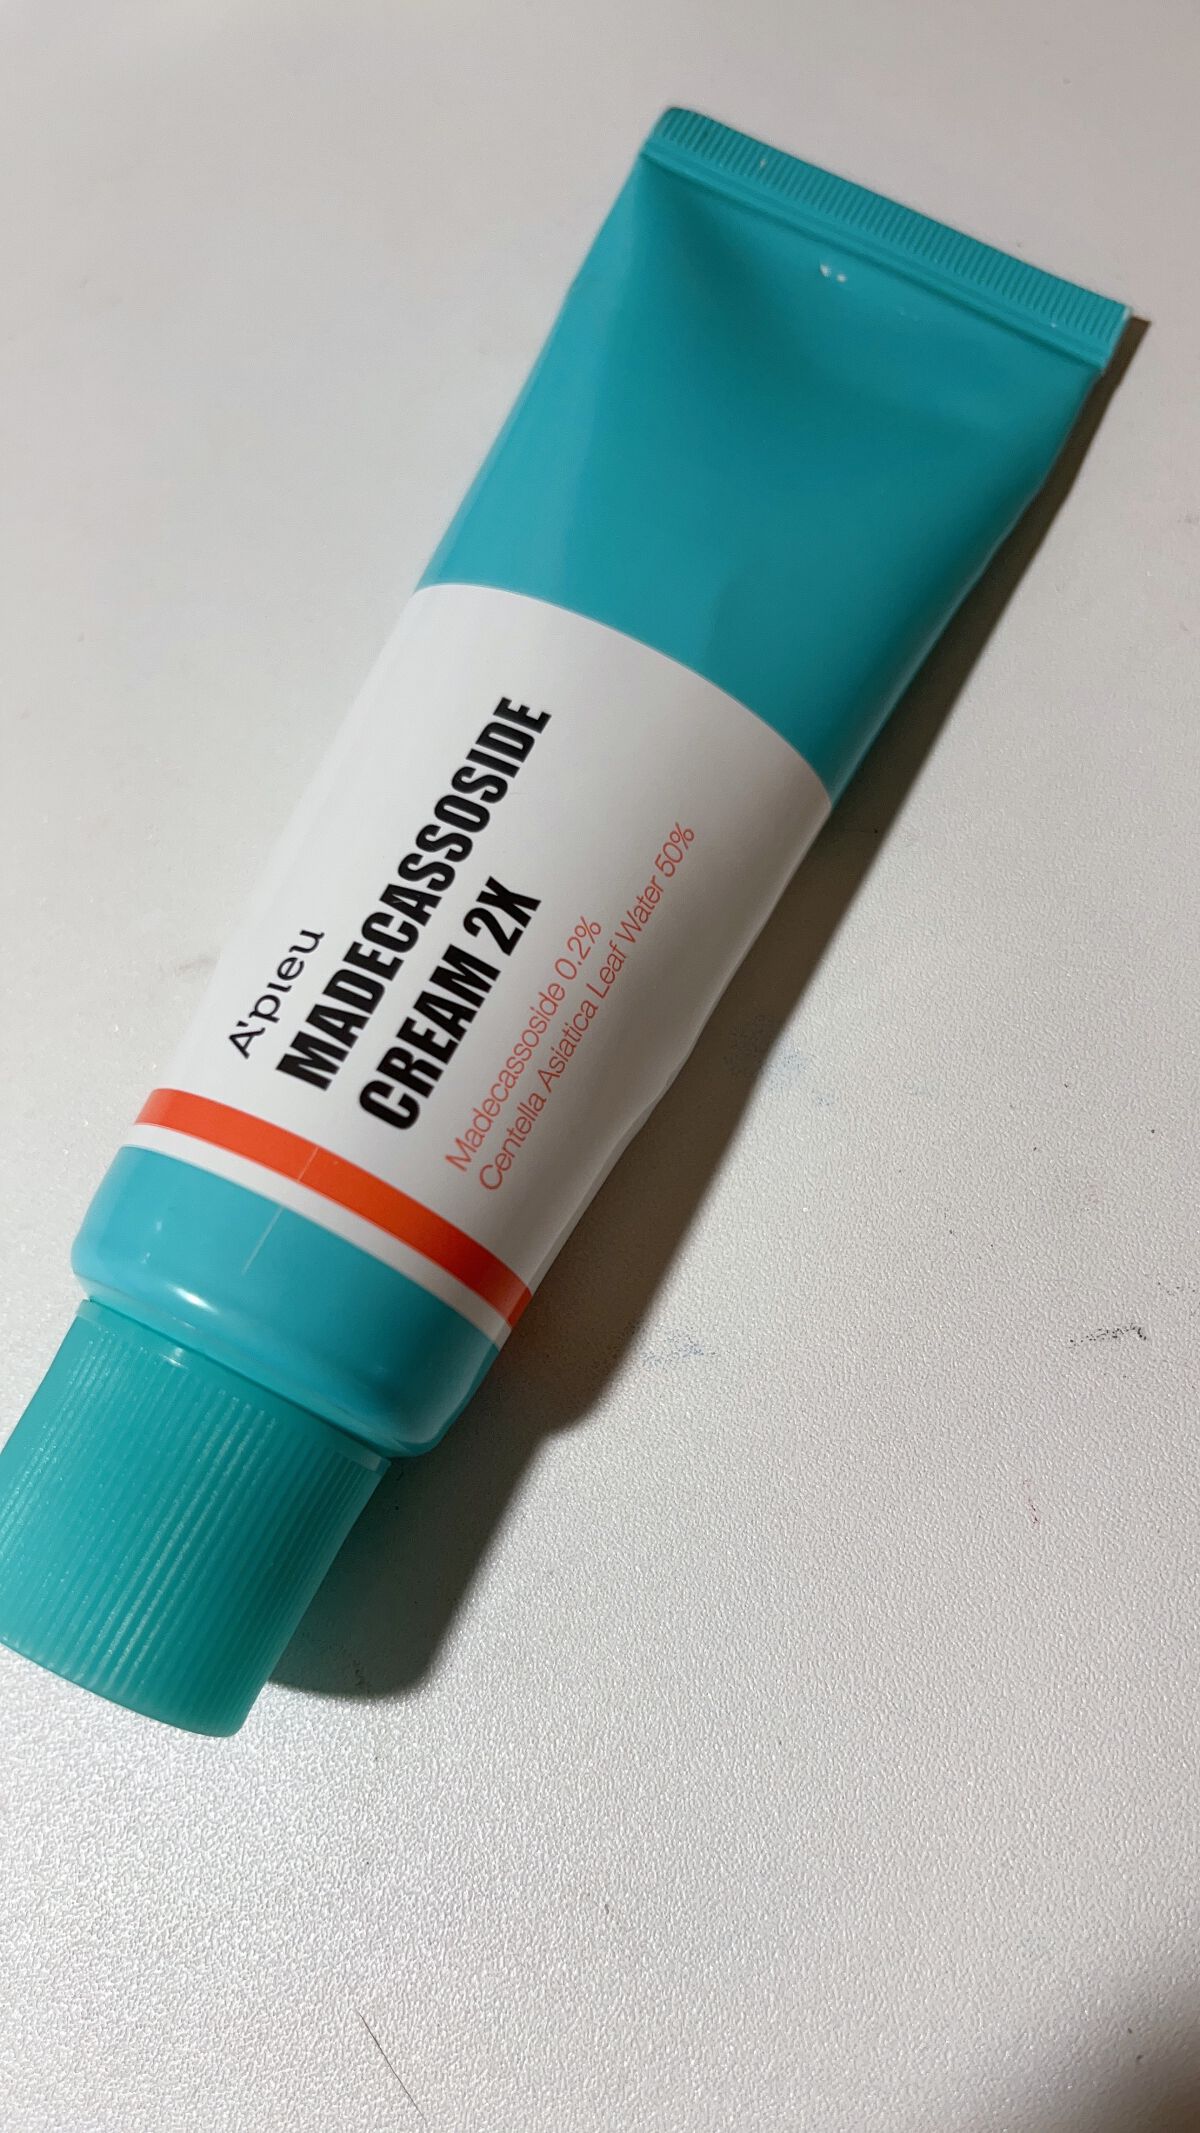 A'pieu
MADECASSOSIDE
CREAM 2X
Madecassoside 0.2%
Centella Asiatica Leaf Water 50%